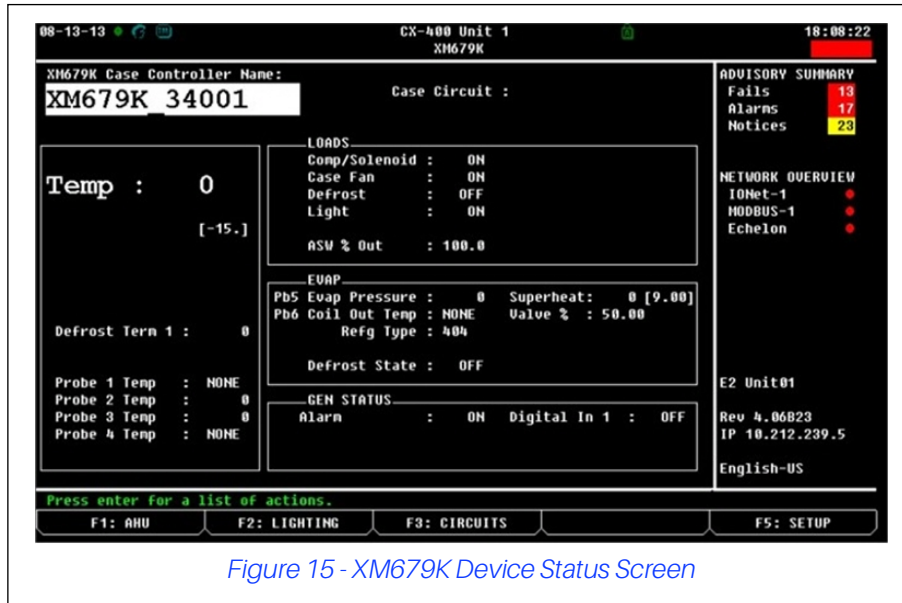 08-13-13 CX-400 Unit 1 18:08:22
XM679K
XM679K Case Controller Name:
XM679K_34001
Case Circuit :
ADVISORY SUMMARY
Fails 13
Alarms 17
Notices 23
LOADS
Comp/Solenoid : ON
Case Fan : ON
Defrost : OFF
Light : ON
ASW % Out : 100.0
Temp : 0
[-15.]
NETWORK OVERVIEW
IONet-1
MODBUS-1
Echelon
EVAP
Pb5 Evap Pressure : 0 Superheat: 0 [9.00]
Pb6 Coil Out Temp : NONE Valve % : 50.00
Refg Type : 404
Defrost State : OFF
Defrost Term 1 : 0
Probe 1 Temp : NONE
Probe 2 Temp : 0
Probe 3 Temp : 0
Probe 4 Temp : NONE
GEN STATUS
Alarm : ON Digital In 1 : OFF
E2 Unit01
Rev 4.06B23
IP 10.212.239.5
English-US
Press enter for a list of actions.
F1: AHU F2: LIGHTING F3: CIRCUITS F5: SETUP
Figure 15 - XM679K Device Status Screen